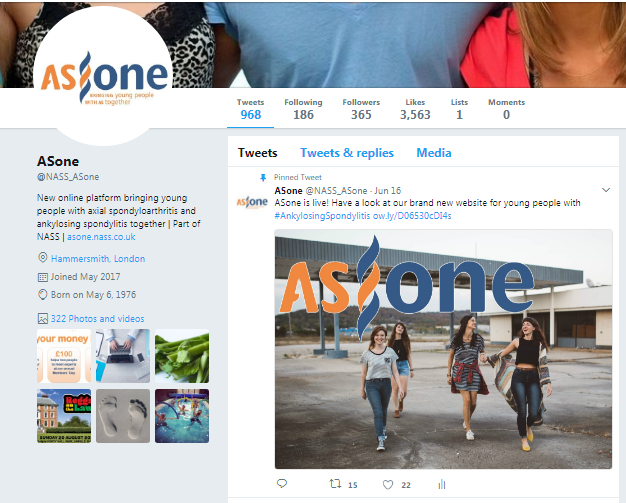 ASone
BRINGING young people
WITH AS together
Tweets Following Followers Likes Lists Moments
968 186 365 3,563 1 0
ASone
@NASS_ASone
New online platform bringing young
people with axial spondyloarthritis and
ankylosing spondylitis together | Part of
NASS | asone.nass.co.uk
Hammersmith, London
Joined May 2017
Born on May 6, 1976
322 Photos and videos
your money
£100
Tweets Tweets & replies Media
Pinned Tweet
ASone @NASS_ASone · Jun 16
ASone is live! Have a look at our brand new website for young people with
#AnkylosingSpondylitis ow.ly/D06530cDI4s
ASone
15 22